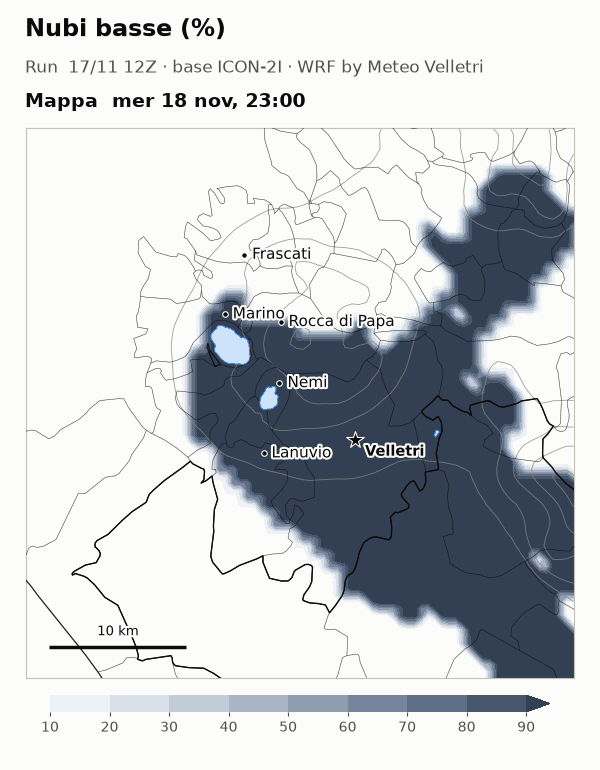 Nubi basse (%)
Run  17/11 12Z · base ICON-2I · WRF by Meteo Velletri
Mappa  mer 18 nov, 23:00
Frascati
Marino
Rocca di Papa
Nemi
Velletri
Lanuvio
10 km
10 20 30 40 50 60 70 80 90